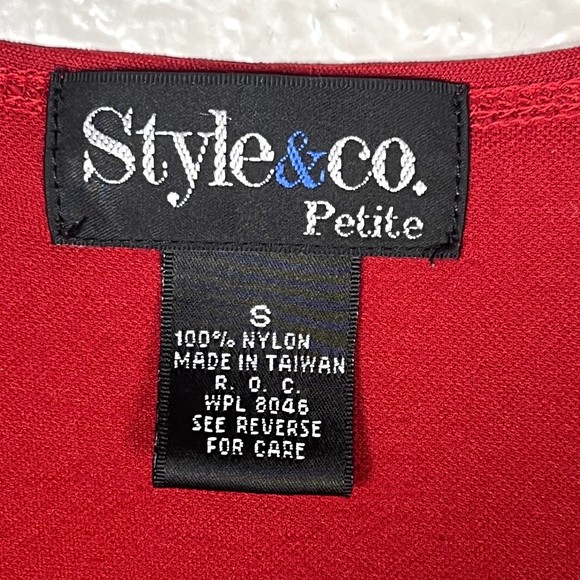 Style&co.
Petite
S
100% NYLON
MADE IN TAIWAN
R. O. C.
WPL 8046
SEE REVERSE
FOR CARE